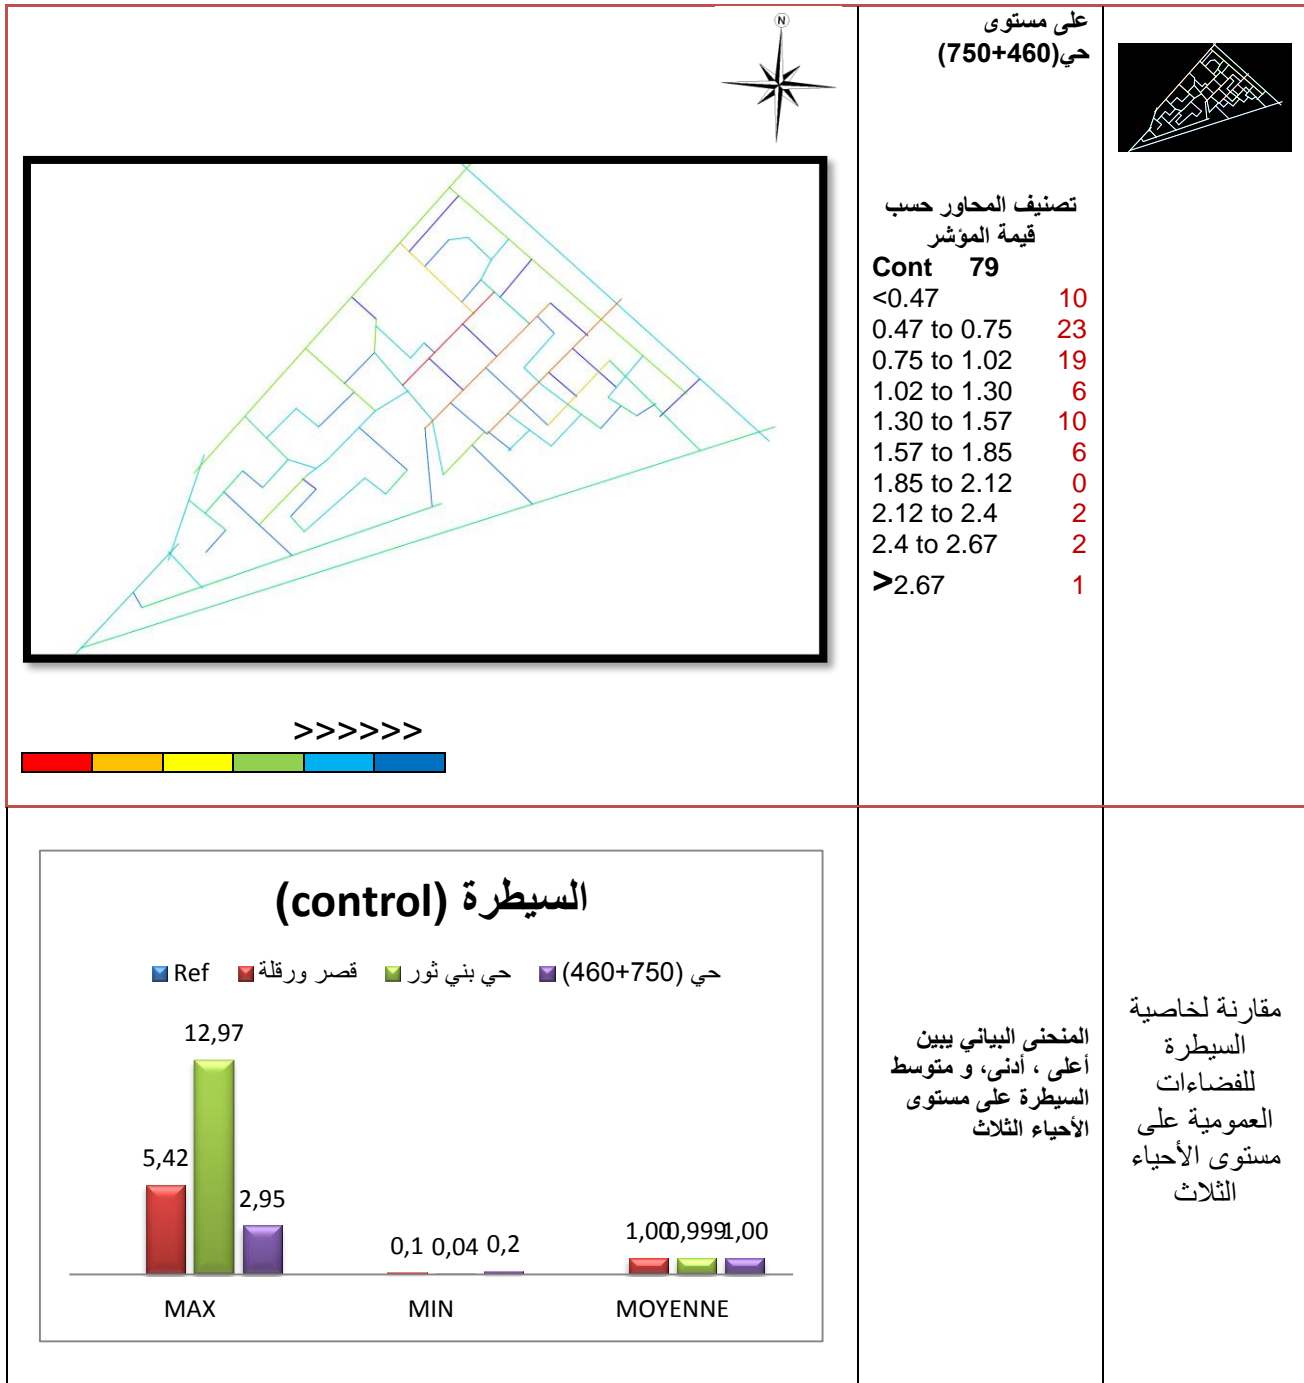 N
على مستوى
حي(460+750)
تصنيف المحاور حسب
قيمة المؤشر
Cont 79
<0.47 10
0.47 to 0.75 23
0.75 to 1.02 19
1.02 to 1.30 6
1.30 to 1.57 10
1.57 to 1.85 6
1.85 to 2.12 0
2.12 to 2.4 2
2.4 to 2.67 2
>2.67 1
>>>>>>
السيطرة (control)
Ref قصر ورقلة حي بني ثور حي (460+750)
12,97
5,42
2,95
0,1 0,04 0,2
1,00 0,999 1,00
MAX MIN MOYENNE
المنحنى البياني يبين
أعلى ، أدنى، و متوسط
السيطرة على مستوى
الأحياء الثلاث
مقارنة لخاصية
السيطرة
للفضاءات
العمومية على
مستوى الأحياء
الثلاث